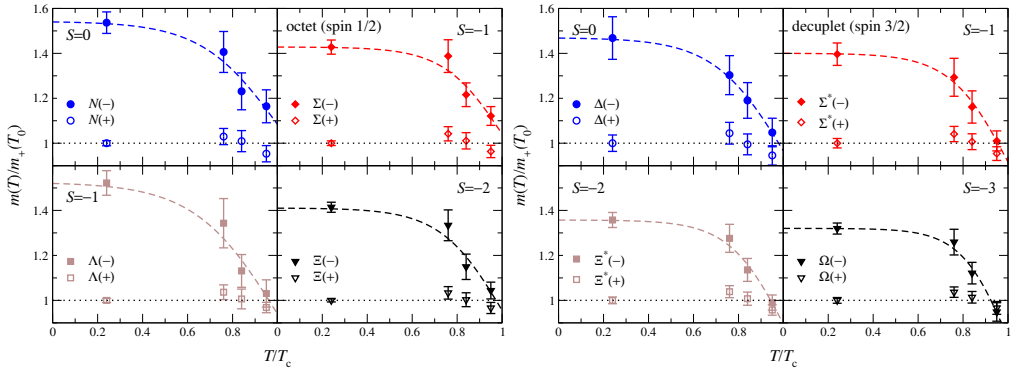 S=0
octet (spin 1/2)
S=−1
S=0
decuplet (spin 3/2)
S=−1
1.6
1.4
1.2
1
N(−)
N(+)
Σ(−)
Σ(+)
1.6
1.4
1.2
1
Δ(−)
Δ(+)
Σ*(−)
Σ*(+)
m(T)/m₊(T₀)
m(T)/m₊(T₀)
S=−1
S=−2
S=−2
S=−3
1.4
1.2
1
Λ(−)
Λ(+)
Ξ(−)
Ξ(+)
1.4
1.2
1
Ξ*(−)
Ξ*(+)
Ω(−)
Ω(+)
0 0.2 0.4 0.6 0.8 0 0.2 0.4 0.6 0.8 1
0 0.2 0.4 0.6 0.8 0 0.2 0.4 0.6 0.8 1
T/Tc
T/Tc